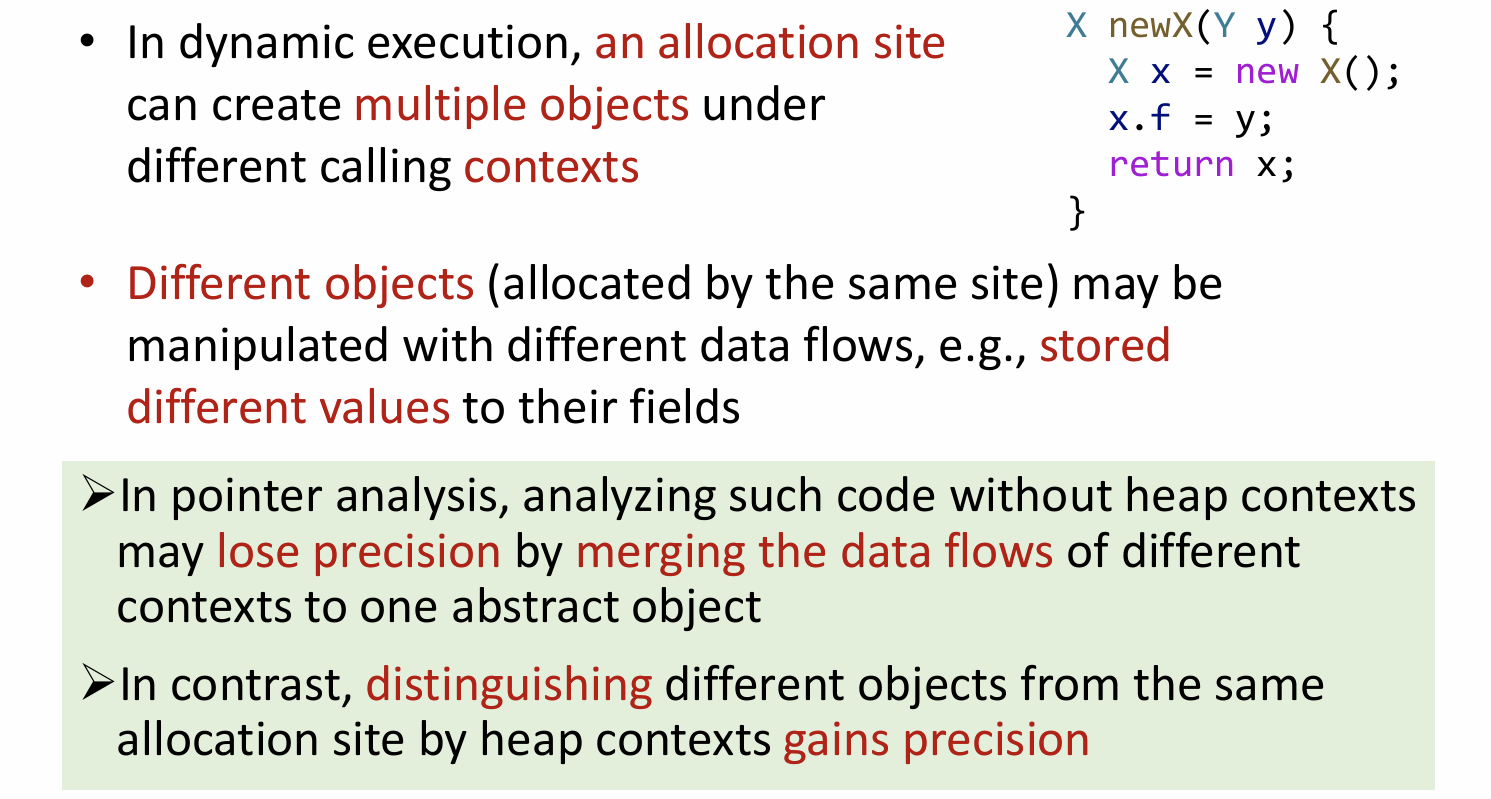 • In dynamic execution, an allocation site
can create multiple objects under
different calling contexts
X newX(Y y) {
  X x = new X();
  x.f = y;
  return x;
}
• Different objects (allocated by the same site) may be
manipulated with different data flows, e.g., stored
different values to their fields
➢In pointer analysis, analyzing such code without heap contexts
may lose precision by merging the data flows of different
contexts to one abstract object
➢In contrast, distinguishing different objects from the same
allocation site by heap contexts gains precision